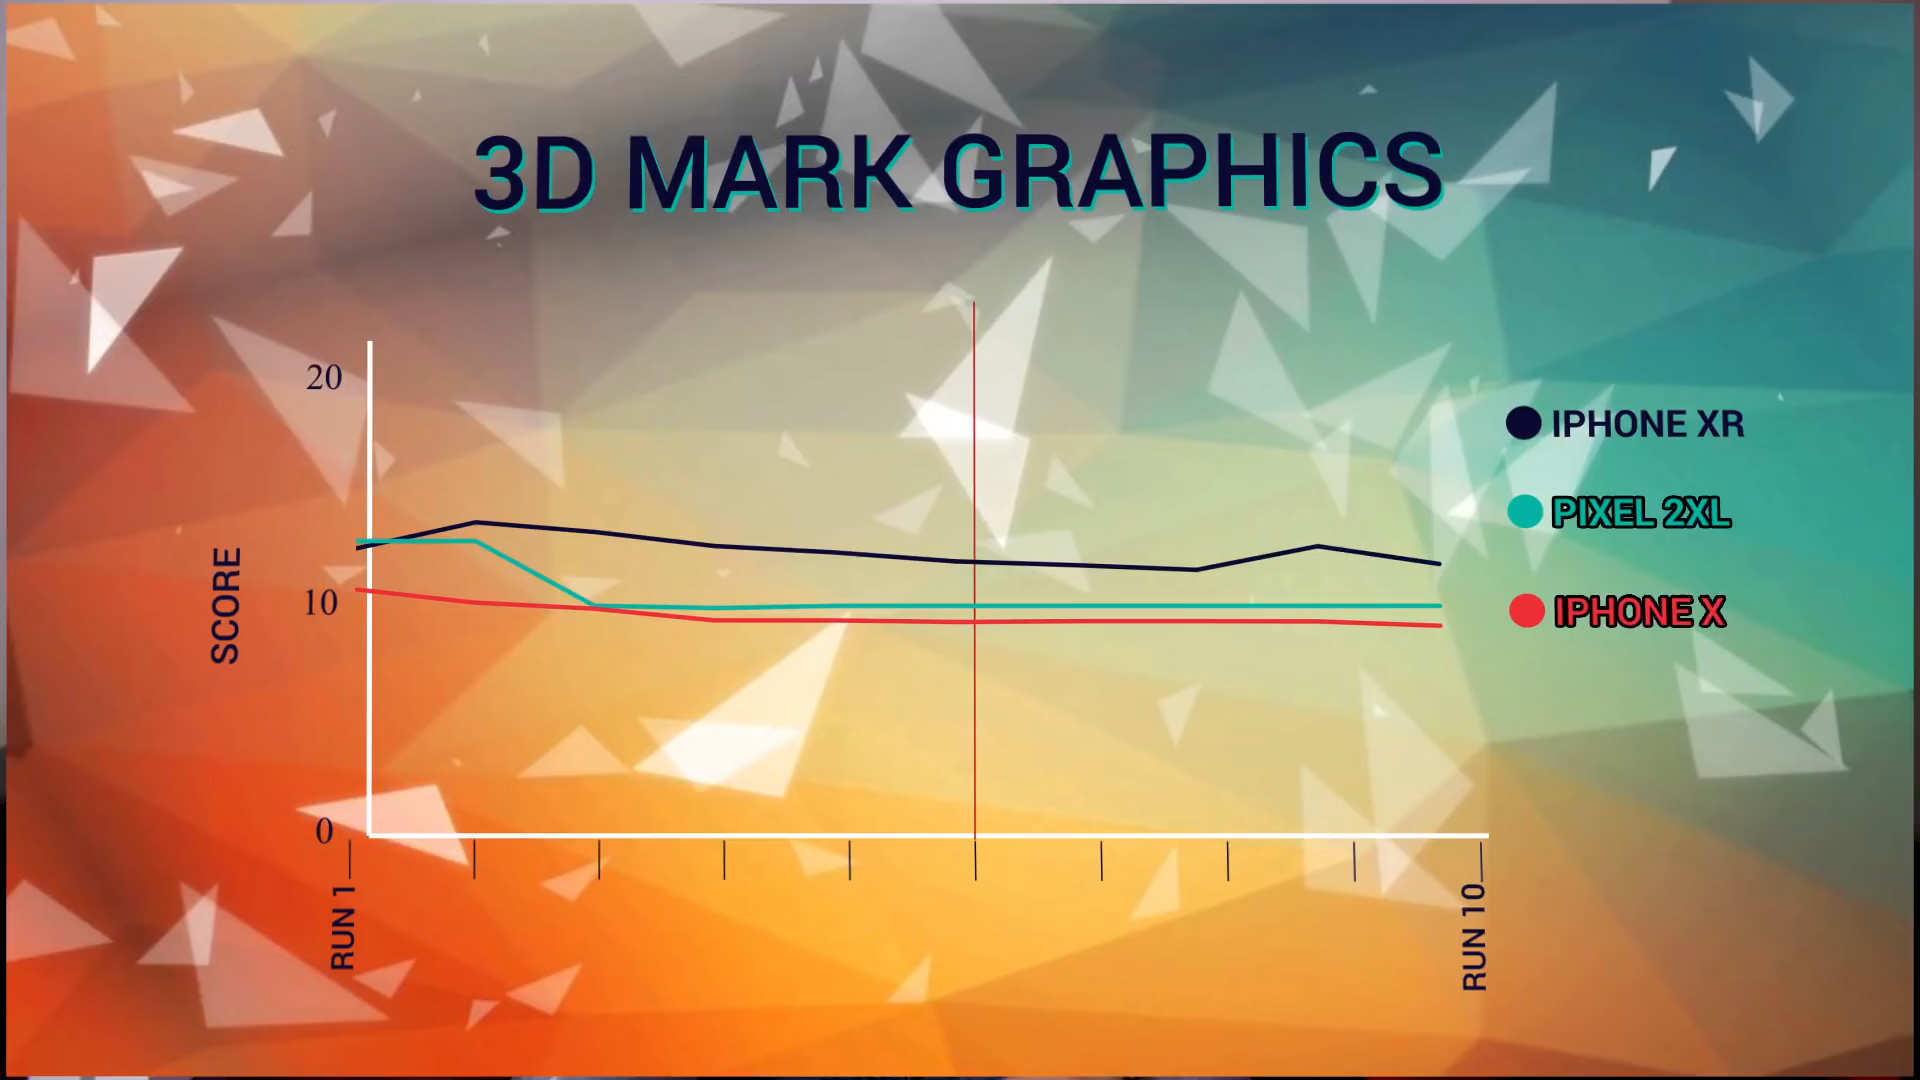 3D MARK GRAPHICS
20
10
0
SCORE
RUN 1
RUN 10
IPHONE XR
PIXEL 2XL
IPHONE X